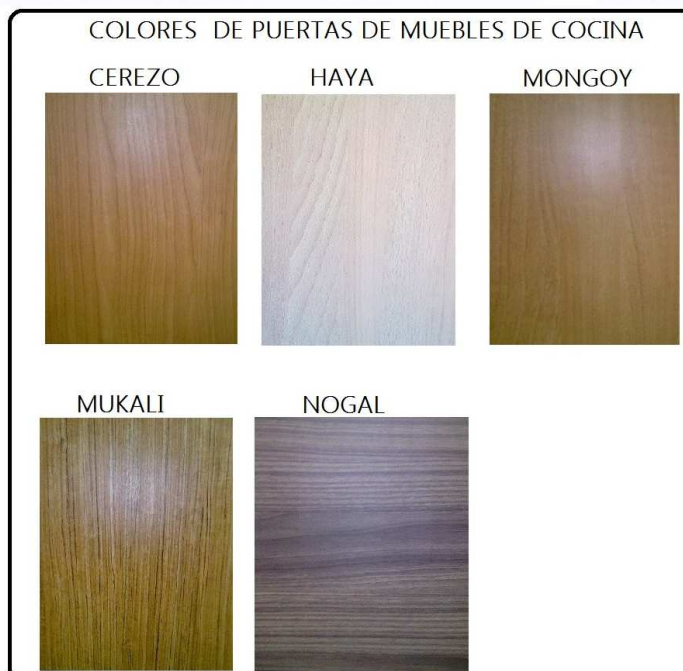 COLORES DE PUERTAS DE MUEBLES DE COCINA
CEREZO HAYA MONGOY
MUKALI NOGAL